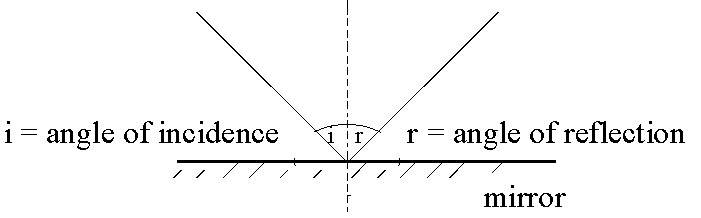 i r
i = angle of incidence r = angle of reflection
mirror